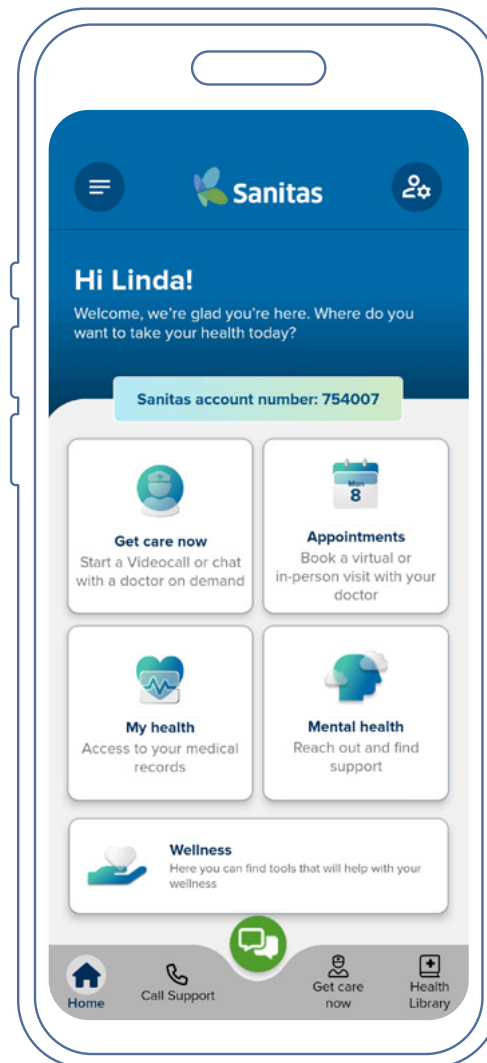 Sanitas
Hi Linda!
Welcome, we're glad you're here. Where do you
want to take your health today?
Sanitas account number: 754007
Get care now
Start a Videocall or chat
with a doctor on demand
Mon
8
Appointments
Book a virtual or
in-person visit with your
doctor
My health
Access to your medical
records
Mental health
Reach out and find
support
Wellness
Here you can find tools that will help with your
wellness
Home
Call Support
Get care
now
Health
Library